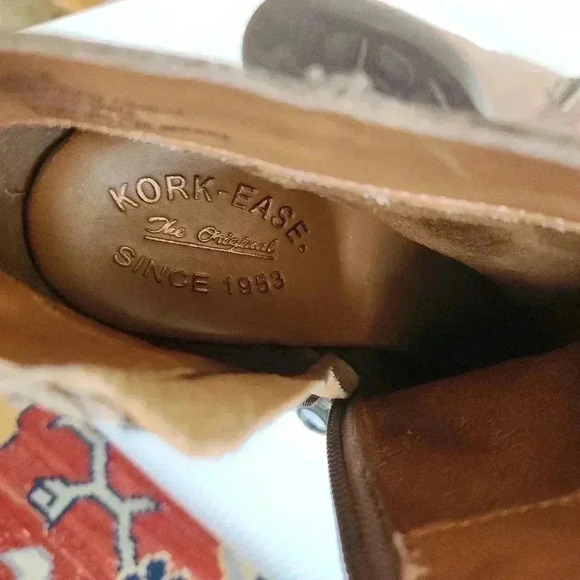 KORK-EASE.
The Original
SINCE 1953